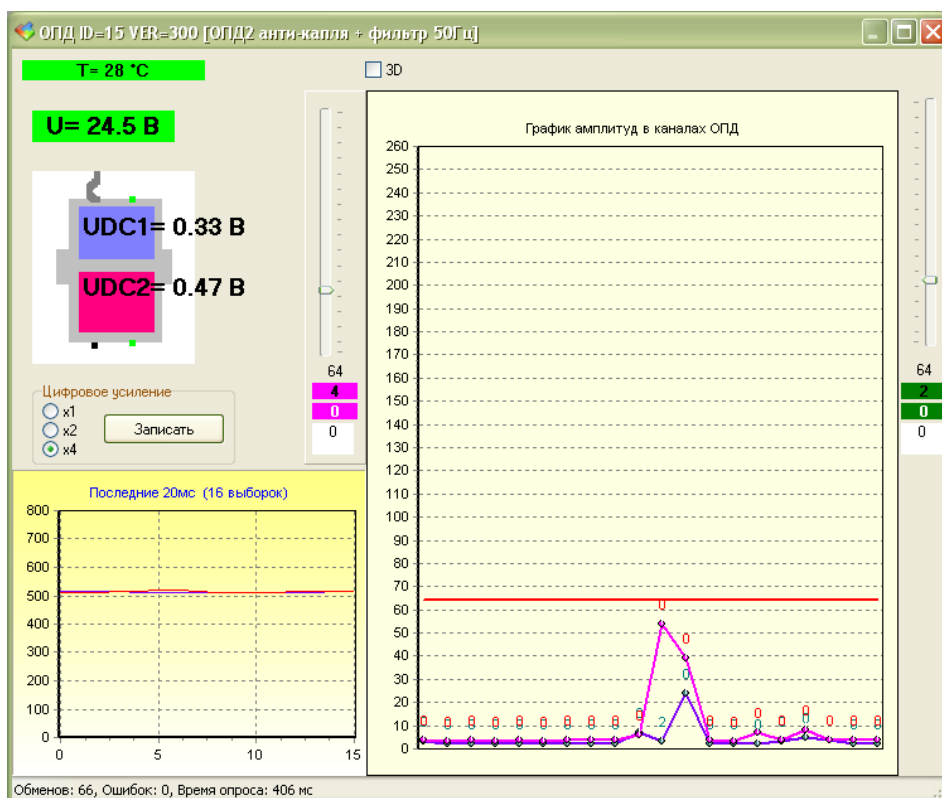 ОПД ID=15 VER=300 [ОПД2 анти-капля + фильтр 50Гц]
T= 28 °C
3D
U= 24.5 В
UDC1= 0.33 В
UDC2= 0.47 В
Цифровое усиление
x1
x2
x4
Записать
64
4
0
0
График амплитуд в каналах ОПД
260
250
240
230
220
210
200
190
180
170
160
150
140
130
120
110
100
90
80
70
60
50
40
30
20
10
0
64
2
0
0
Последние 20мс (16 выборок)
800
700
600
500
400
300
200
100
0
0 5 10 15
Обменов: 66, Ошибок: 0, Время опроса: 406 мс